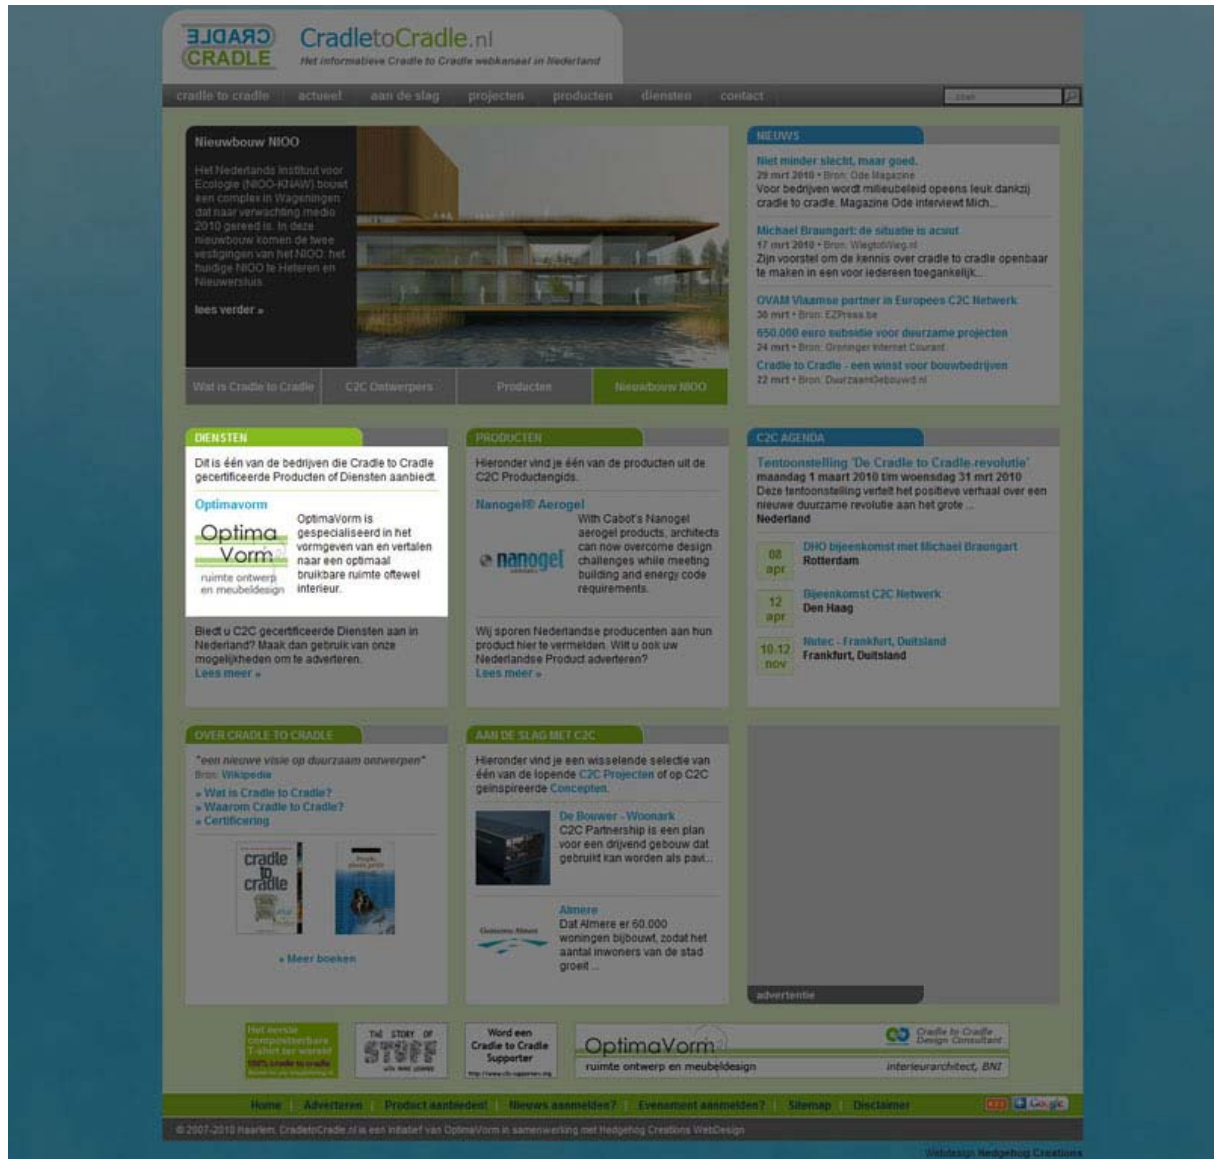 CRADLE
CRADLE
CradletoCradle.nl
Het informatieve Cradle to Cradle webkanaal in Nederland
cradle to cradle
actueel
aan de slag
projecten
producten
diensten
contact
zoek
Nieuwbouw NIOO
Het Nederlands Instituut voor
Ecologie (NIOO-KNAW) bouwt
een complex in Wageningen
dat naar verwachting medio
2010 gereed is. In deze
nieuwbouw komen de twee
vestigingen van het NIOO: het
huidige NIOO te Heteren en
Nieuwersluis.
lees verder »
Wat is Cradle to Cradle
C2C Ontwerpers
Producten
Nieuwbouw NIOO
NIEUWS
Niet minder slecht, maar goed.
29 mrt 2010 • Bron: Ode Magazine
Voor bedrijven wordt milieubeleid opeens leuk dankzij
cradle to cradle. Magazine Ode interviewt Mich...
Michael Braungart: de situatie is acuut
17 mrt 2010 • Bron: WiegtotWieg.nl
Zijn voorstel om de kennis over cradle to cradle openbaar
te maken in een voor iedereen toegankelijk...
OVAM Vlaamse partner in Europees C2C Netwerk
30 mrt • Bron: EZPress.be
650.000 euro subsidie voor duurzame projecten
24 mrt • Bron: Groninger Internet Courant
Cradle to Cradle - een winst voor bouwbedrijven
22 mrt • Bron: DuurzaamGebouwd.nl
DIENSTEN
Dit is één van de bedrijven die Cradle to Cradle
gecertificeerde Producten of Diensten aanbiedt.
Optimavorm
Optima
Vorm
ruimte ontwerp
en meubeldesign
OptimaVorm is
gespecialiseerd in het
vormgeven van en vertalen
naar een optimaal
bruikbare ruimte oftewel
interieur.
Biedt u C2C gecertificeerde Diensten aan in
Nederland? Maak dan gebruik van onze
mogelijkheden om te adverteren.
Lees meer »
PRODUCTEN
Hieronder vind je één van de producten uit de
C2C Productengids.
Nanogel® Aerogel
nanogel
With Cabot's Nanogel
aerogel products, architects
can now overcome design
challenges while meeting
building and energy code
requirements.
Wij sporen Nederlandse producenten aan hun
product hier te vermelden. Wilt u ook uw
Nederlandse Product adverteren?
Lees meer »
C2C AGENDA
Tentoonstelling 'De Cradle to Cradle-revolutie'
maandag 1 maart 2010 t/m woensdag 31 mrt 2010
Deze tentoonstelling vertelt het positieve verhaal over een
nieuwe duurzame revolutie aan het grote ...
Nederland
08
apr
DHO bijeenkomst met Michael Braungart
Rotterdam
12
apr
Bijeenkomst C2C Netwerk
Den Haag
10.12
nov
Nutec - Frankfurt, Duitsland
Frankfurt, Duitsland
OVER CRADLE TO CRADLE
"een nieuwe visie op duurzaam ontwerpen"
Bron: Wikipedia
» Wat is Cradle to Cradle?
» Waarom Cradle to Cradle?
» Certificering
cradle
to
cradle
» Meer boeken
AAN DE SLAG MET C2C
Hieronder vind je een wisselende selectie van
één van de lopende C2C Projecten of op C2C
geïnspireerde Concepten.
De Bouwer - Woonark
C2C Partnership is een plan
voor een drijvend gebouw dat
gebruikt kan worden als pavi...
Gemeente Almere
Almere
Dat Almere er 60.000
woningen bijbouwt, zodat het
aantal inwoners van de stad
groeit ...
advertentie
Het eerste
composteerbare
T-shirt ter wereld
100% cradle to cradle
THE STORY OF
STUFF
WITH ANNIE LEONARD
Word een
Cradle to Cradle
Supporter
http://www.c2c-supporters.org
OptimaVorm
ruimte ontwerp en meubeldesign
Cradle to Cradle
Design Consultant
interieurarchitect, BNI
Home | Adverteren | Product aanbieden! | Nieuws aanmelden? | Evenement aanmelden? | Sitemap | Disclaimer
RSS
Google
© 2007-2010 Haarlem. CradletoCradle.nl is een initiatief van OptimaVorm in samenwerking met Hedgehog Creations WebDesign
Webdesign Hedgehog Creations